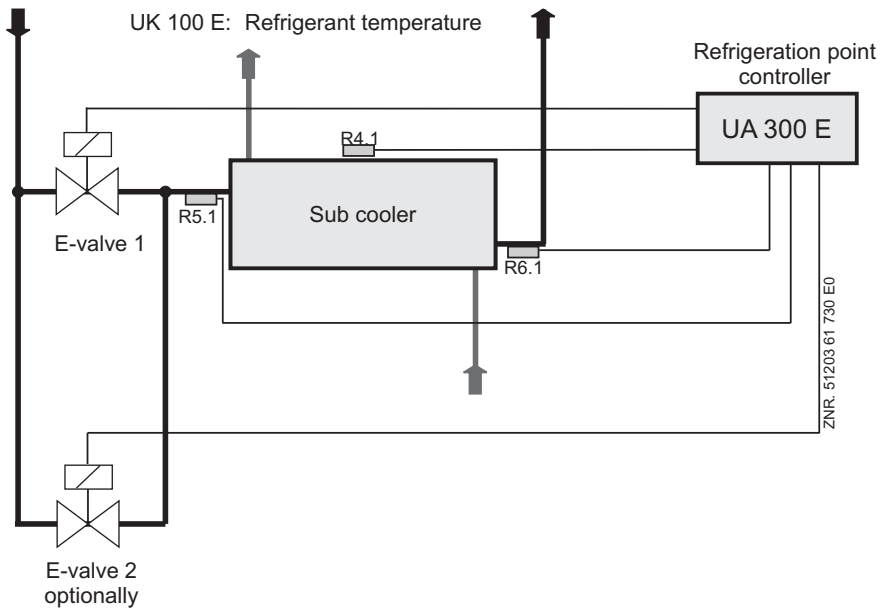 UK 100 E: Refrigerant temperature
Refrigeration point
controller
UA 300 E
R4.1
R5.1
Sub cooler
E-valve 1
R6.1
ZNR. 51203 61 730 E0
E-valve 2
optionally